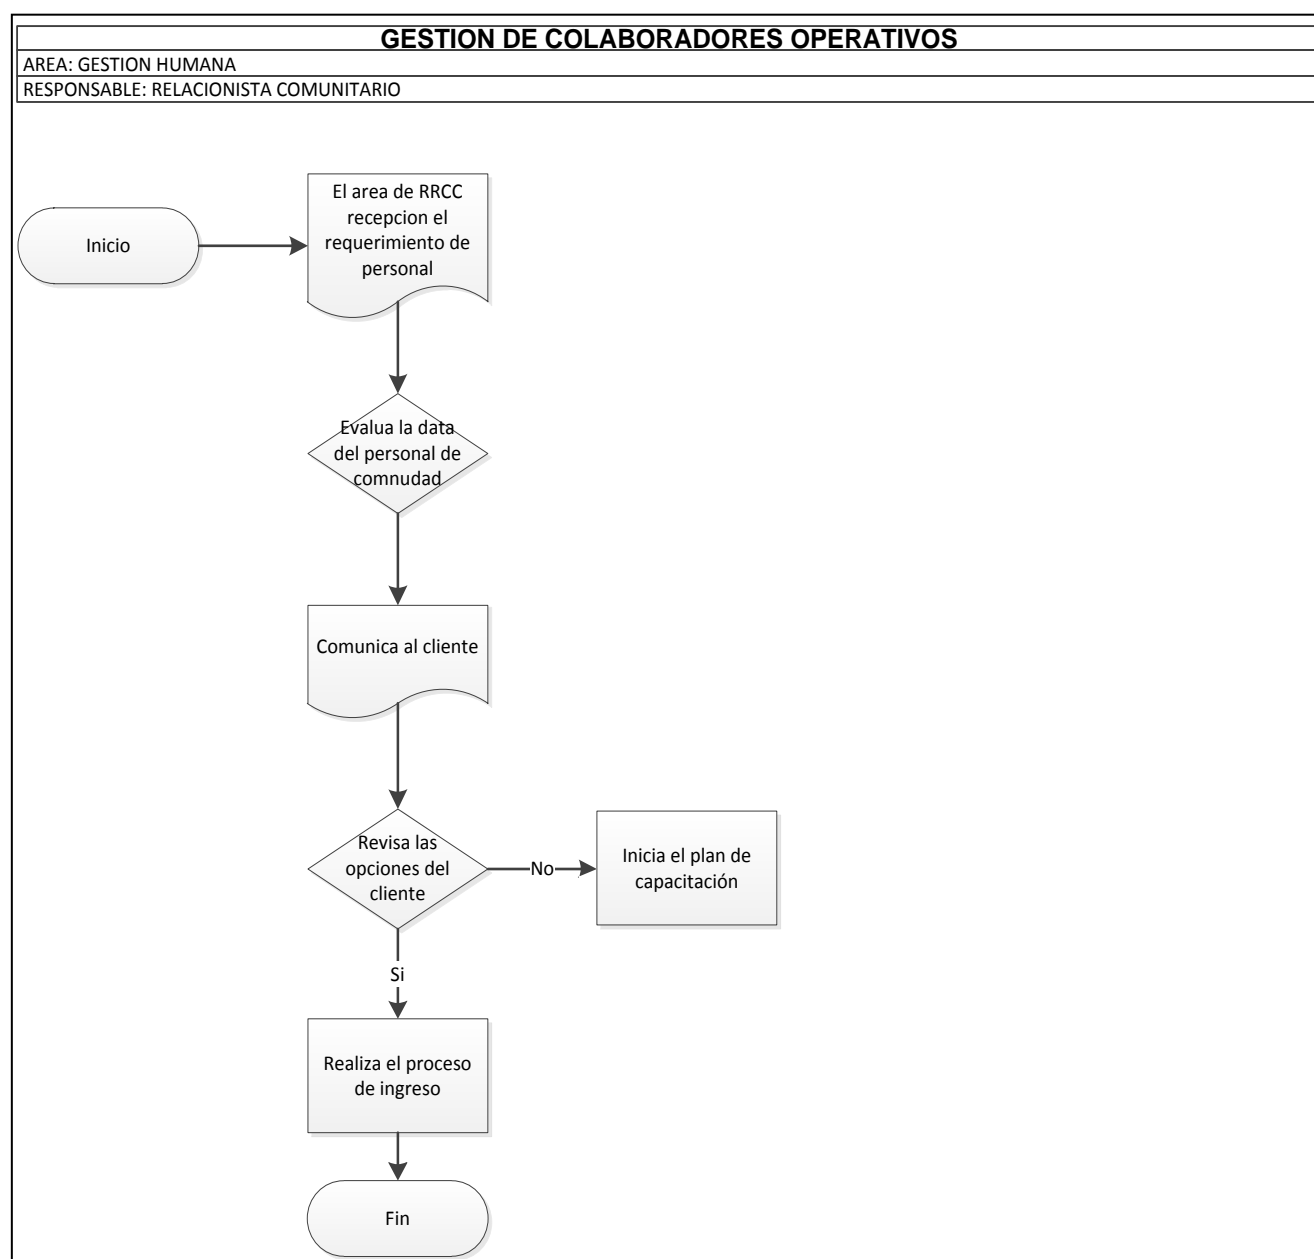 GESTION DE COLABORADORES OPERATIVOS
AREA: GESTION HUMANA
RESPONSABLE: RELACIONISTA COMUNITARIO
Inicio
El area de RRCC
recepcion el
requerimiento de
personal
Evalua la data
del personal de
comnudad
Comunica al cliente
Revisa las
opciones del
cliente
No
Inicia el plan de
capacitación
Si
Realiza el proceso
de ingreso
Fin